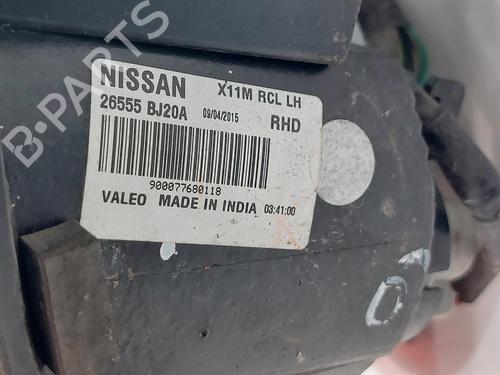 B-PARTS
NISSAN X11M RCL LH
26555 BJ20A 09/04/2015 RHD
900077680118
VALEO MADE IN INDIA 03:41:00